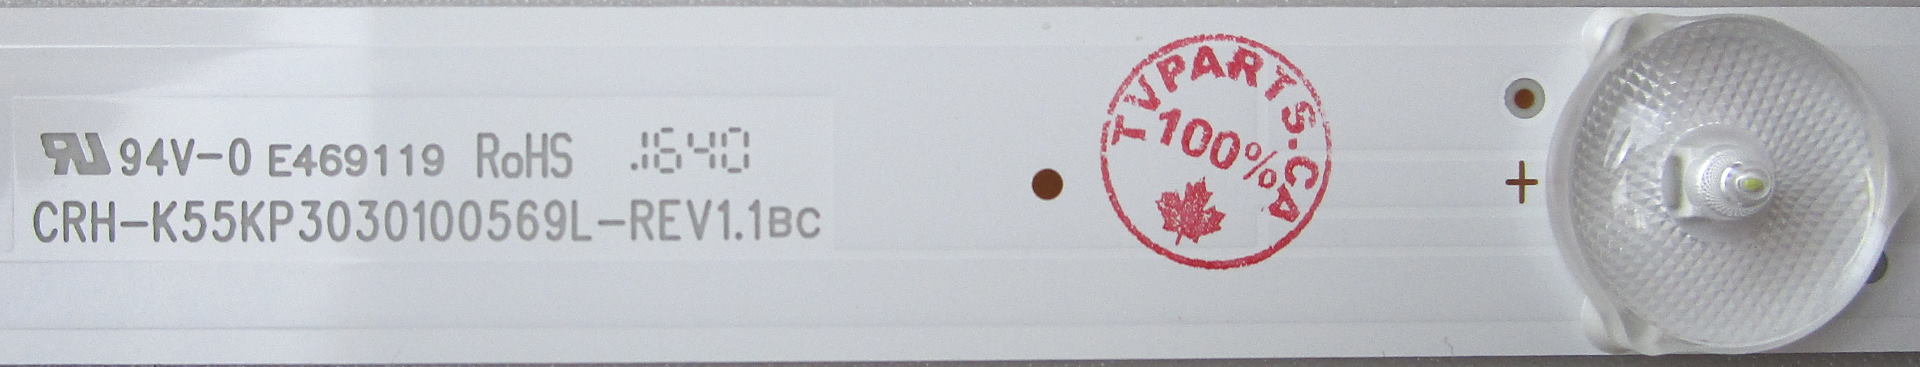 94V-0 E469119 RoHS .1640
CRH-K55KP3030100569L-REV1.1BC
TVPARTS.CA
100%
+